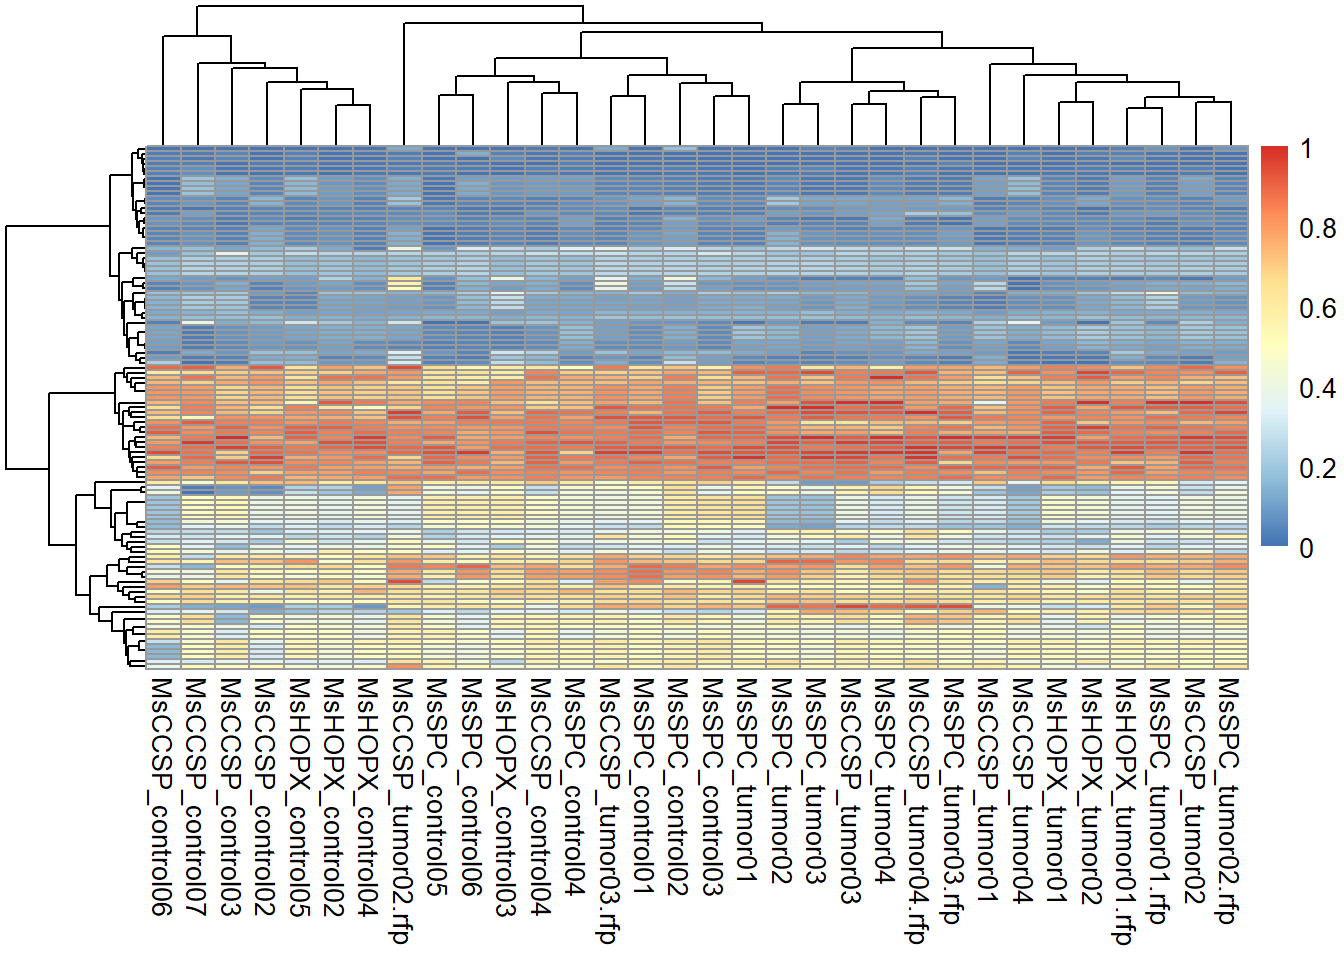 1
0.8
0.6
0.4
0.2
0
MsCCSP_control06
MsCCSP_control07
MsCCSP_control03
MsCCSP_control02
MsHOPX_control05
MsHOPX_control02
MsHOPX_control04
MsCCSP_tumor02.rfp
MsSPC_control05
MsSPC_control06
MsHOPX_control03
MsCCSP_control04
MsSPC_control04
MsCCSP_tumor03.rfp
MsSPC_control01
MsSPC_control02
MsSPC_control03
MsSPC_tumor01
MsSPC_tumor02
MsSPC_tumor03
MsCCSP_tumor03
MsSPC_tumor04
MsCCSP_tumor04.rfp
MsSPC_tumor03.rfp
MsCCSP_tumor01
MsCCSP_tumor04
MsHOPX_tumor01
MsHOPX_tumor02
MsHOPX_tumor01.rfp
MsSPC_tumor01.rfp
MsCCSP_tumor02
MsSPC_tumor02.rfp